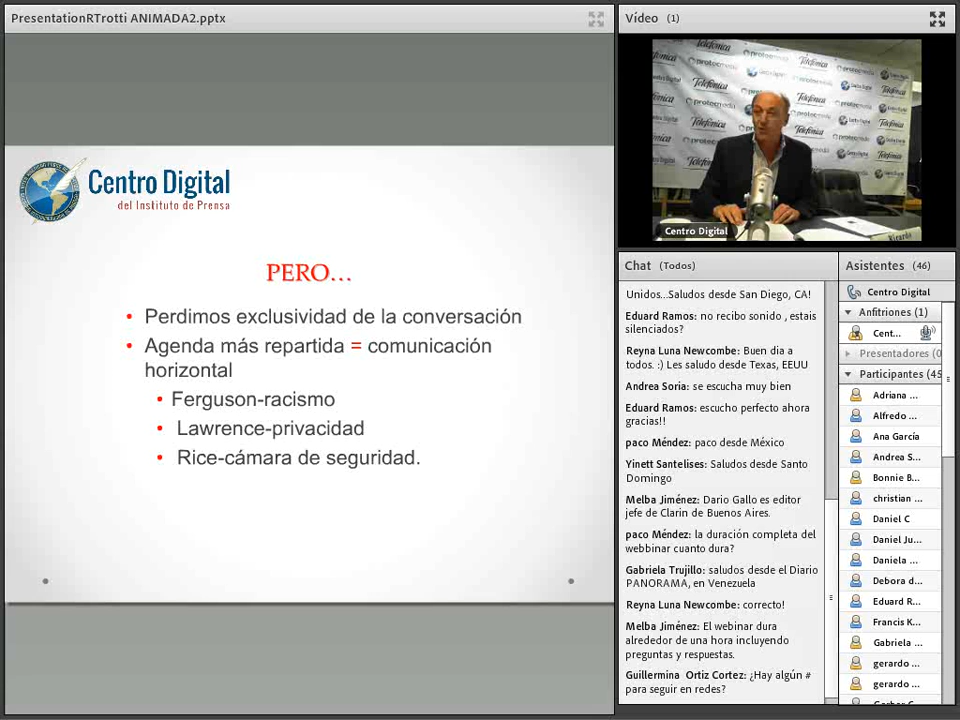 PresentationRTrotti ANIMADA2.pptx
Centro Digital
del Instituto de Prensa
PERO...
• Perdimos exclusividad de la conversación
• Agenda más repartida = comunicación
horizontal
• Ferguson-racismo
• Lawrence-privacidad
• Rice-cámara de seguridad.
Vídeo (1)
Telefónica
protecmedia
Centro Digital
Ricardo
Centro Digital
Chat (Todos)
Unidos...Saludos desde San Diego, CA!
Eduard Ramos: no recibo sonido , estais
silenciados?
Reyna Luna Newcombe: Buen dia a
todos. :) Les saludo desde Texas, EEUU
Andrea Soria: se escucha muy bien
Eduard Ramos: escucho perfecto ahora
gracias!!
paco Méndez: paco desde México
Yinett Santelises: Saludos desde Santo
Domingo
Melba Jiménez: Dario Gallo es editor
jefe de Clarin de Buenos Aires.
paco Méndez: la duración completa del
webbinar cuanto dura?
Gabriela Trujillo: saludos desde el Diario
PANORAMA, en Venezuela
Reyna Luna Newcombe: correcto!
Melba Jiménez: El webinar dura
alrededor de una hora incluyendo
preguntas y respuestas.
Guillermina Ortiz Cortez: ¿Hay algún #
para seguir en redes?
Asistentes (46)
Centro Digital
Anfitriones (1)
Cent...
Presentadores (0
Participantes (45
Adriana ...
Alfredo ...
Ana García
Andrea S...
Bonnie B...
christian ...
Daniel C
Daniel Ju...
Daniela ...
Debora d...
Eduard R...
Francis K...
Gabriela ...
gerardo ...
gerardo ...